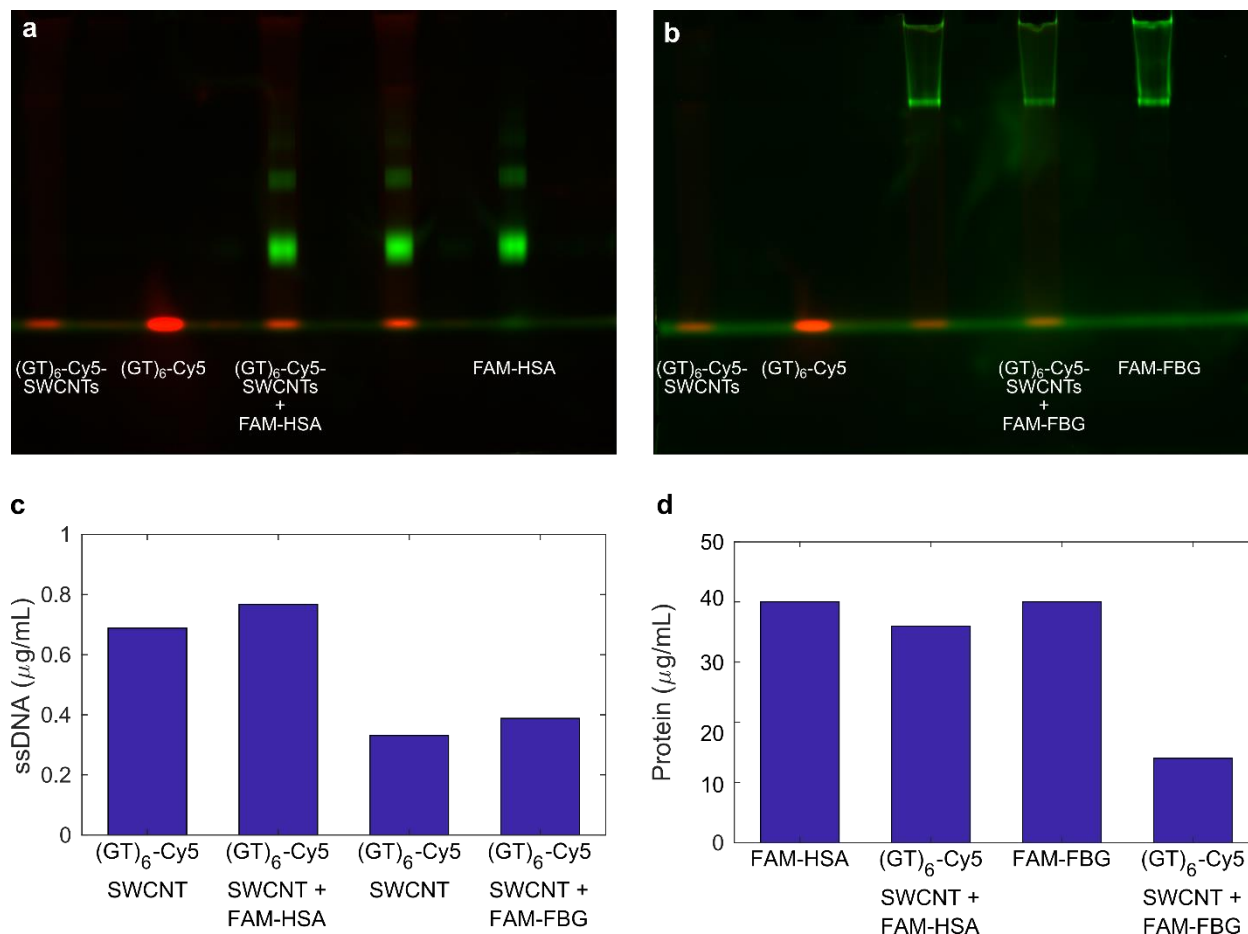 a
(GT)₆-Cy5-
SWCNTs
(GT)₆-Cy5
(GT)₆-Cy5-
SWCNTs
+
FAM-HSA
FAM-HSA
b
(GT)₆-Cy5-
SWCNTs
(GT)₆-Cy5
(GT)₆-Cy5-
SWCNTs
+
FAM-FBG
FAM-FBG
c
ssDNA (μg/mL)
1
0.8
0.6
0.4
0.2
0
(GT)₆-Cy5
SWCNT
(GT)₆-Cy5
SWCNT +
FAM-HSA
(GT)₆-Cy5
SWCNT
(GT)₆-Cy5
SWCNT +
FAM-FBG
d
Protein (μg/mL)
50
40
30
20
10
0
FAM-HSA
(GT)₆-Cy5
SWCNT +
FAM-HSA
FAM-FBG
(GT)₆-Cy5
SWCNT +
FAM-FBG